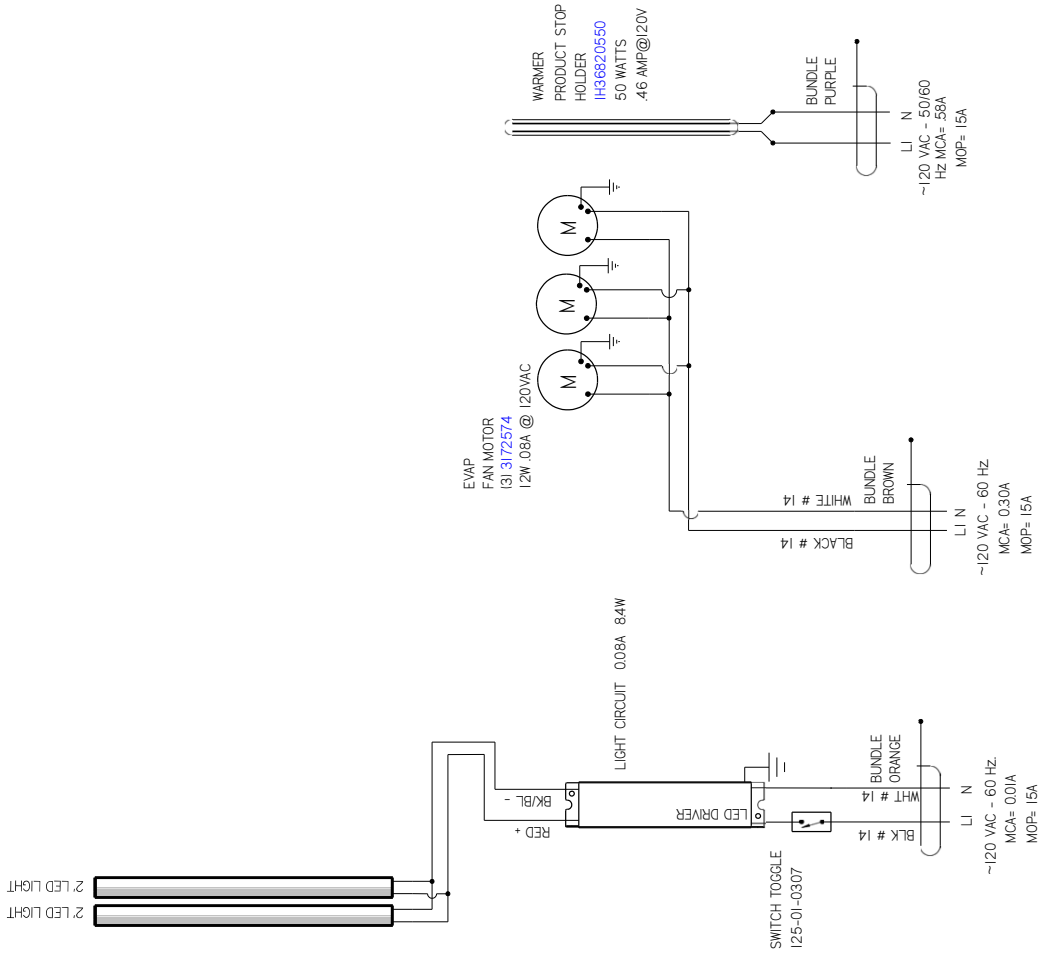 WARMER
PRODUCT STOP
HOLDER
1H36820550
50 WATTS
.46 AMP@120V
BUNDLE
PURPLE
L1 N
~120 VAC - 50/60
Hz MCA= .58A
MOP= 15A
M
M
M
EVAP
FAN MOTOR
(3) 3172574
12W .08A @ 120VAC
WHITE # 14
BLACK # 14
BUNDLE
BROWN
L1 N
~120 VAC - 60 Hz.
MCA= 0.30A
MOP= 15A
LIGHT CIRCUIT 0.08A 8.4W
BK/BL -
RED +
LED DRIVER
BUNDLE
ORANGE
WHT # 14
BLK # 14
L1 N
~120 VAC - 60 Hz.
MCA= 0.01A
MOP= 15A
SWITCH TOGGLE
125-01-0307
2' LED LIGHT
2' LED LIGHT